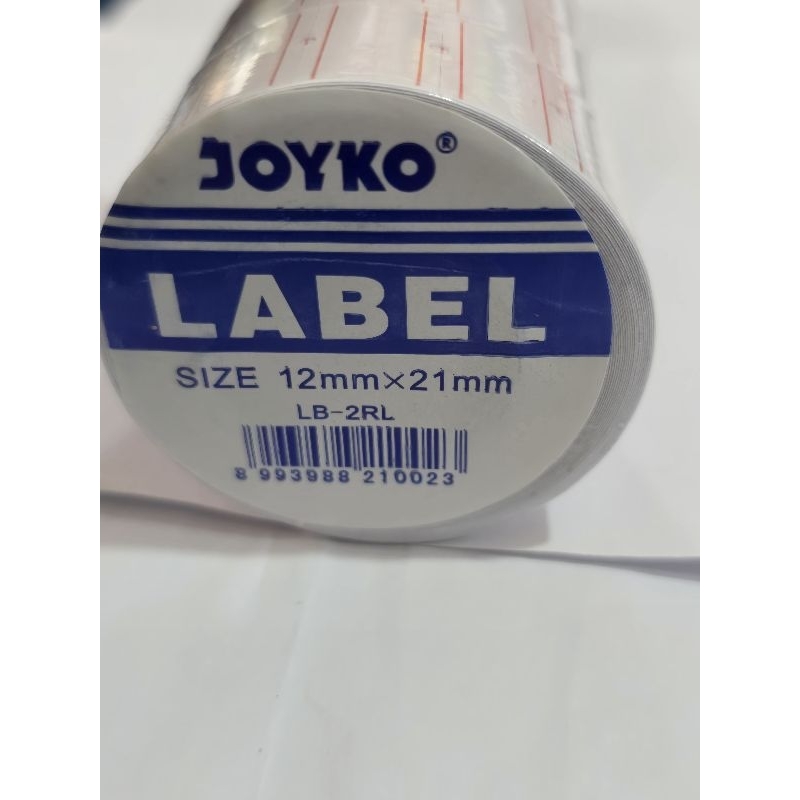 JOYKO®
LABEL
SIZE 12mm×21mm
LB-2RL
8 993988 210023